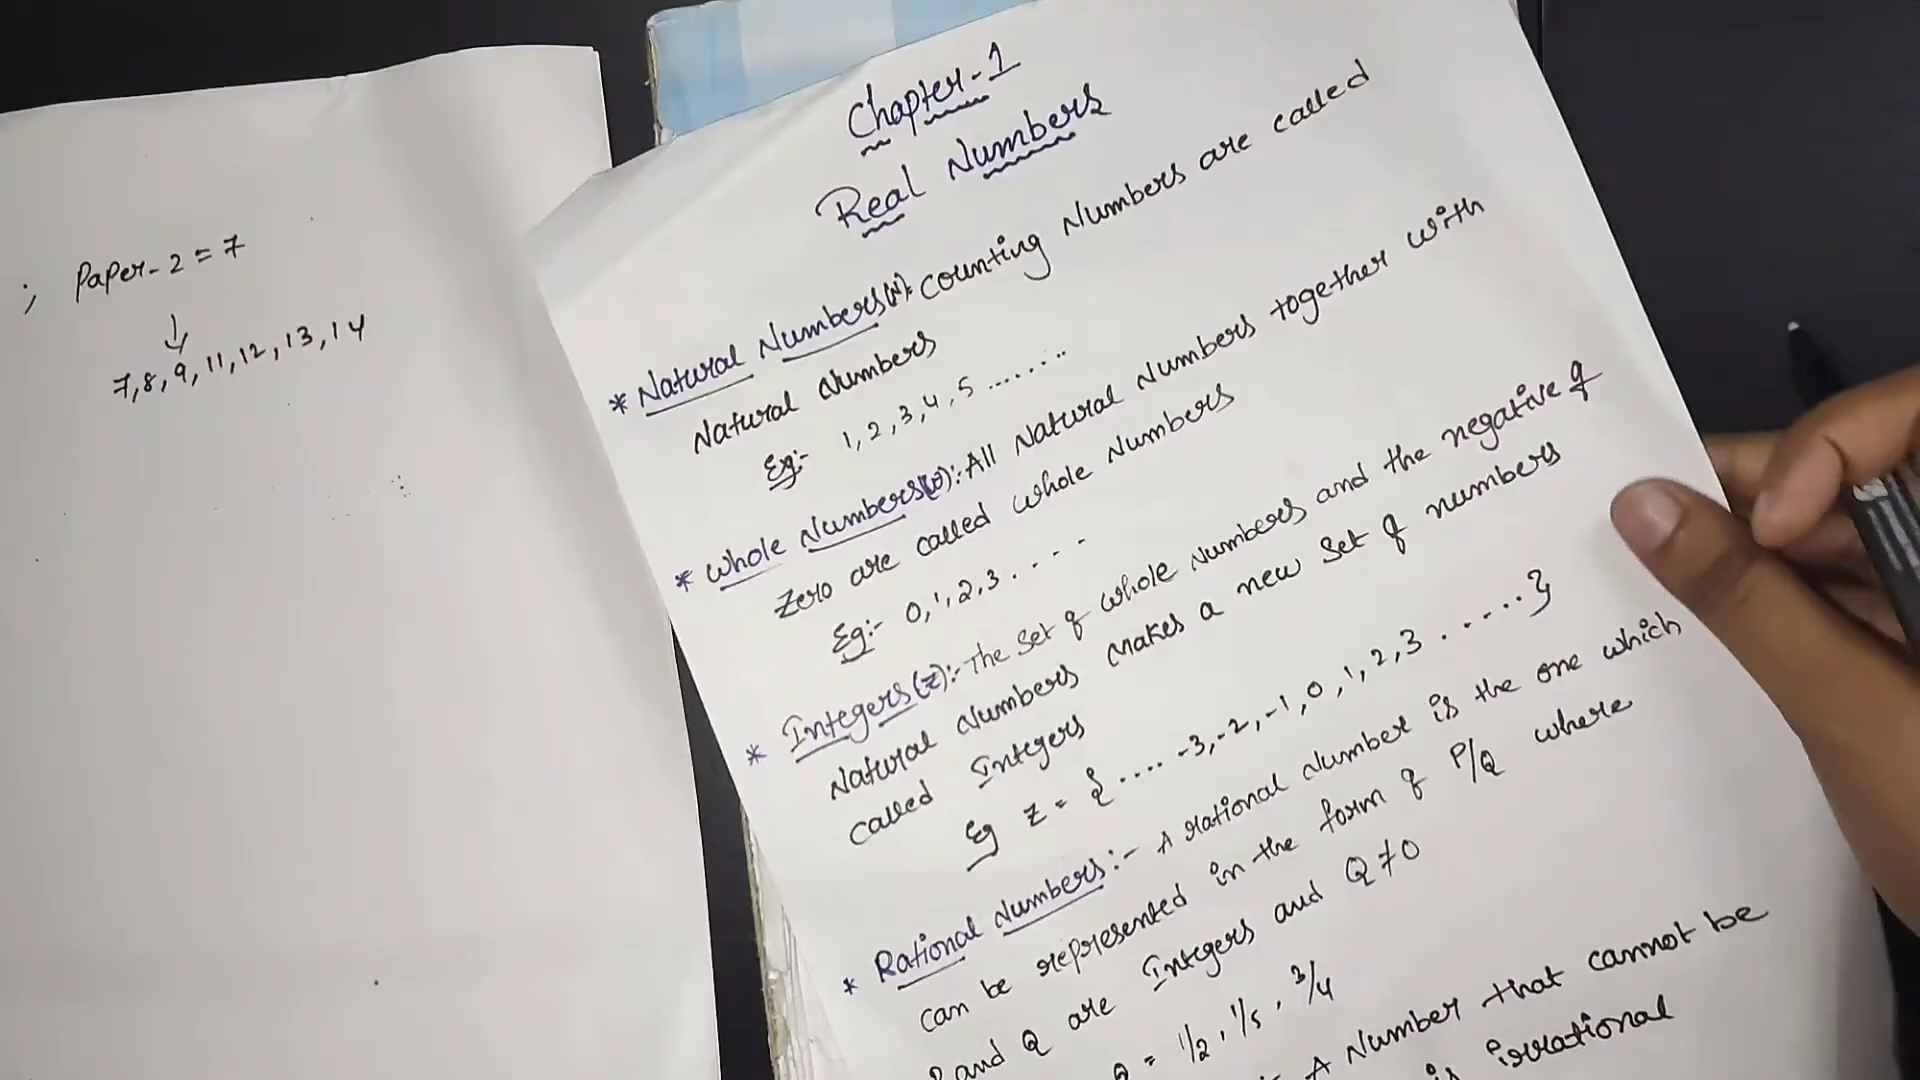 ; Paper-2 = 7
↓
7,8,9,11,12,13,14
Chapter-1
Real Numbers
* Natural Numbers(N): counting Numbers are called
Natural Numbers
Eg:- 1,2,3,4,5.......
* Whole Numbers(W): All Natural Numbers together with
Zero are called whole Numbers
Eg:- 0,1,2,3....
* Integers(z):- The set of whole Numbers and the negative of
Natural Numbers makes a new set of numbers
called Integers
Eg z = {.... -3,-2,-1,0,1,2,3.....}
* Rational Numbers:- A rational Number is the one which
can be represented in the form of P/Q where
P and Q are Integers and Q≠0
Q = 1/2, 1/5, 3/4
A Number that cannot be
is irrational